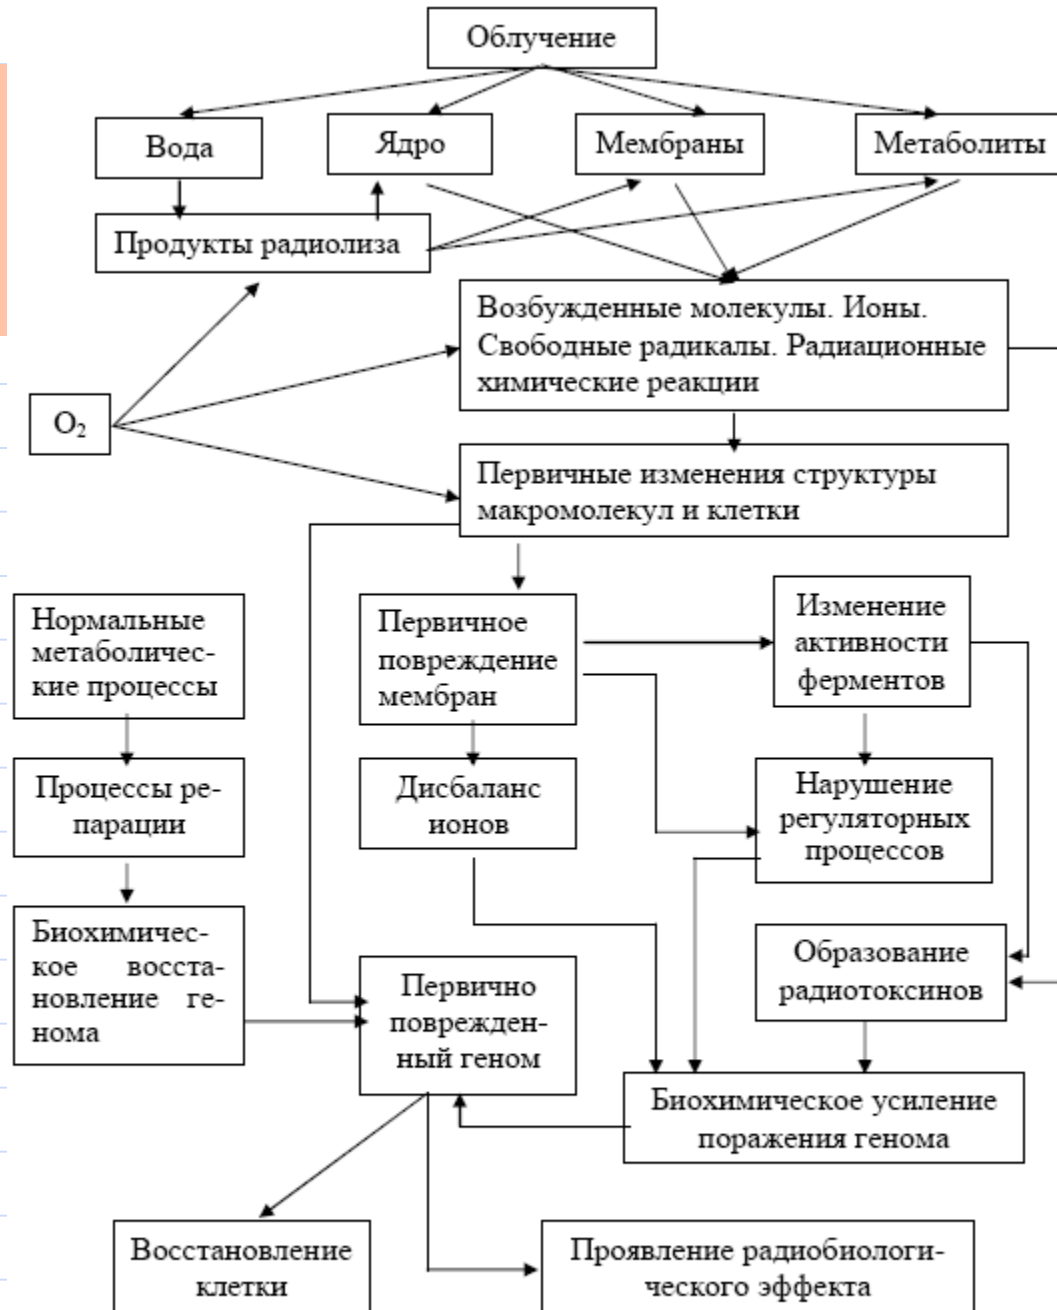 Облучение
Вода
Ядро
Мембраны
Метаболиты
Продукты радиолиза
Возбужденные молекулы. Ионы.
Свободные радикалы. Радиационные
химические реакции
O₂
Первичные изменения структуры
макромолекул и клетки
Нормальные
метаболичес-
кие процессы
Первичное
повреждение
мембран
Изменение
активности
ферментов
Процессы ре-
парации
Дисбаланс
ионов
Нарушение
регуляторных
процессов
Биохимичес-
кое восста-
новление ге-
нома
Первично
поврежден-
ный геном
Образование
радиотоксинов
Биохимическое усиление
поражения генома
Восстановление
клетки
Проявление радиобиологи-
ческого эффекта